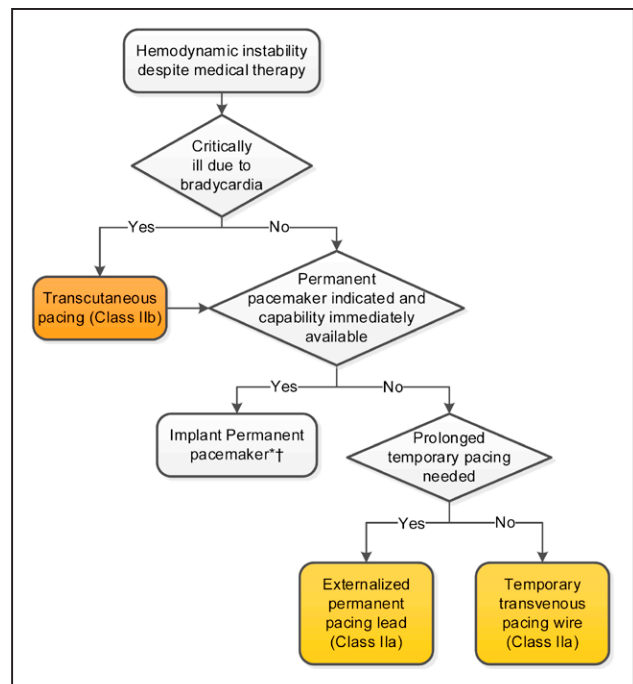 Hemodynamic instability
despite medical therapy
Critically
ill due to
bradycardia
Yes
No
Transcutaneous
pacing (Class IIb)
Permanent
pacemaker indicated and
capability immediately
available
Yes
No
Implant Permanent
pacemaker*†
Prolonged
temporary pacing
needed
Yes
No
Externalized
permanent
pacing lead
(Class IIa)
Temporary
transvenous
pacing wire
(Class IIa)